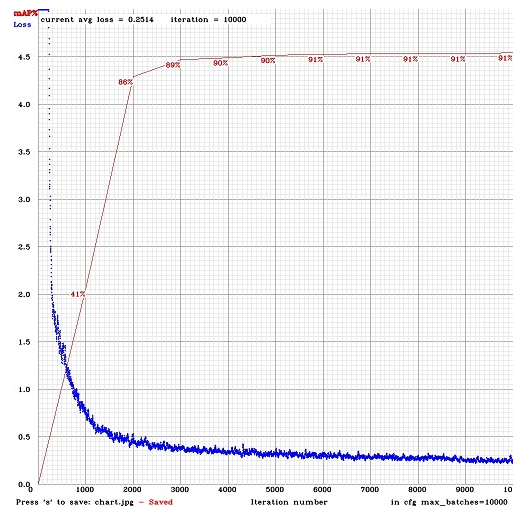 mAP% current avg loss = 0.2514 iteration = 10000
Loss
4.5
89% 90% 90% 91% 91% 91% 91% 91%
86%
4.0
3.5
3.0
2.5
2.0 41%
1.5
1.0
0.5
0.0
0 1000 2000 3000 4000 5000 6000 7000 8000 9000 10
Press 's' to save: chart.jpg - Saved Iteration number in cfg max_batches=10000